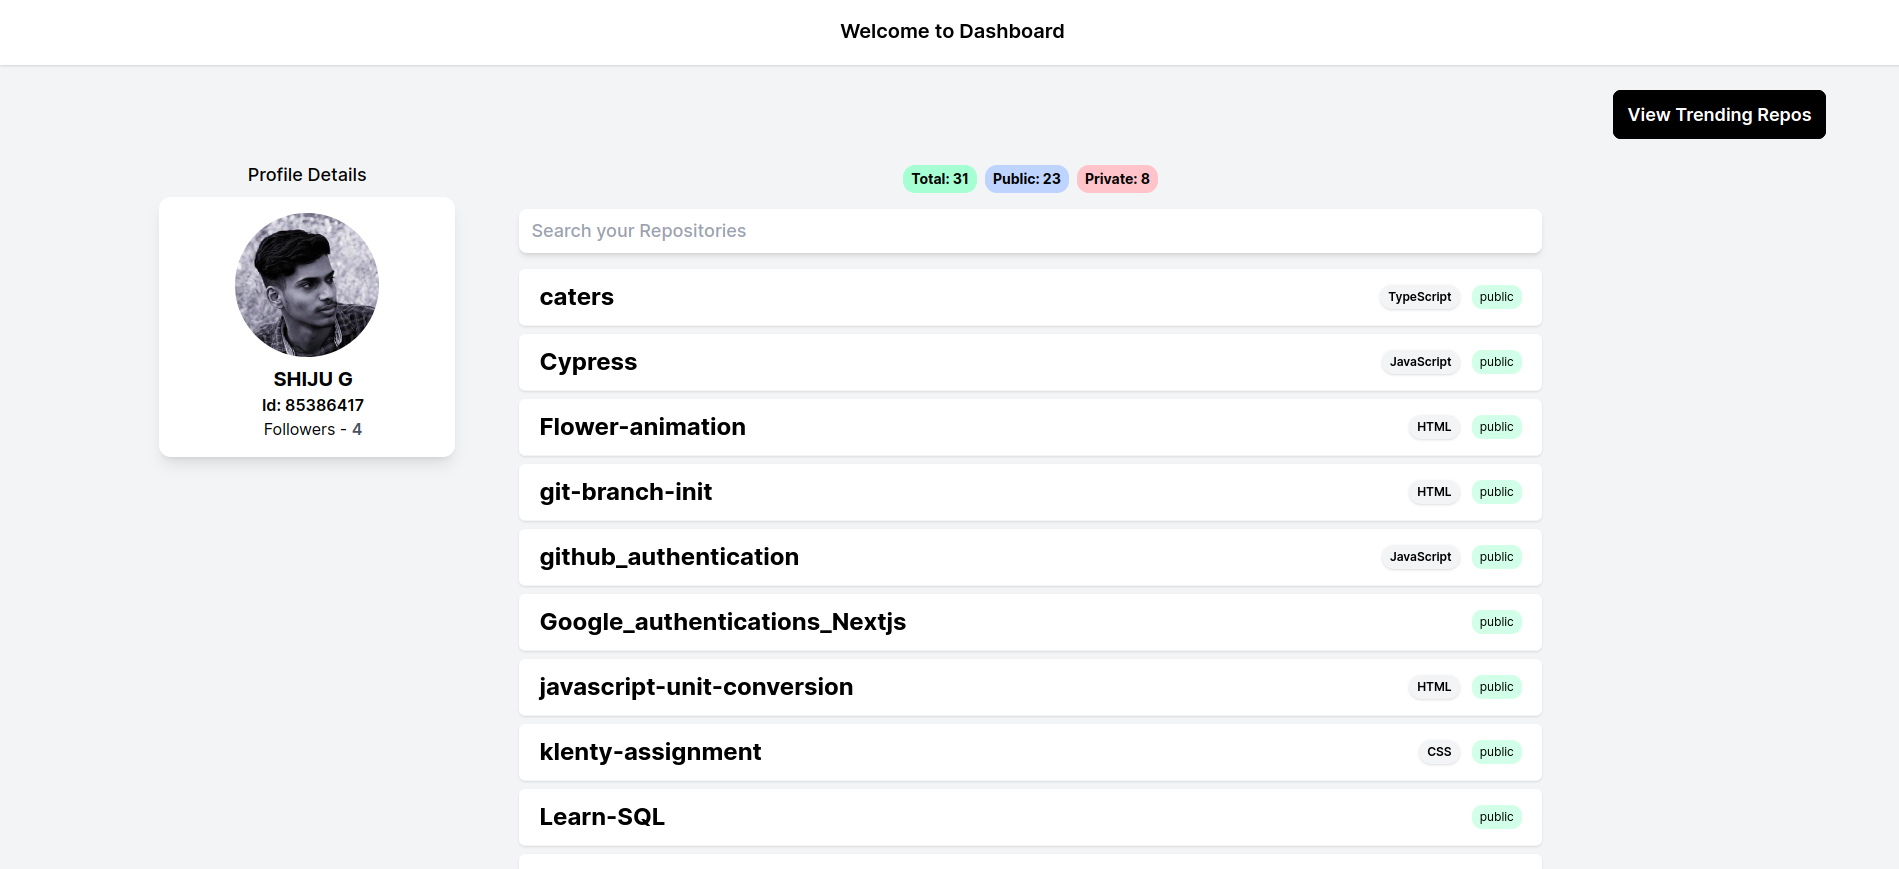 Welcome to Dashboard
View Trending Repos
Profile Details
SHIJU G
Id: 85386417
Followers - 4
Total: 31 Public: 23 Private: 8
Search your Repositories
caters TypeScript public
Cypress JavaScript public
Flower-animation HTML public
git-branch-init HTML public
github_authentication JavaScript public
Google_authentications_Nextjs public
javascript-unit-conversion HTML public
klenty-assignment CSS public
Learn-SQL public